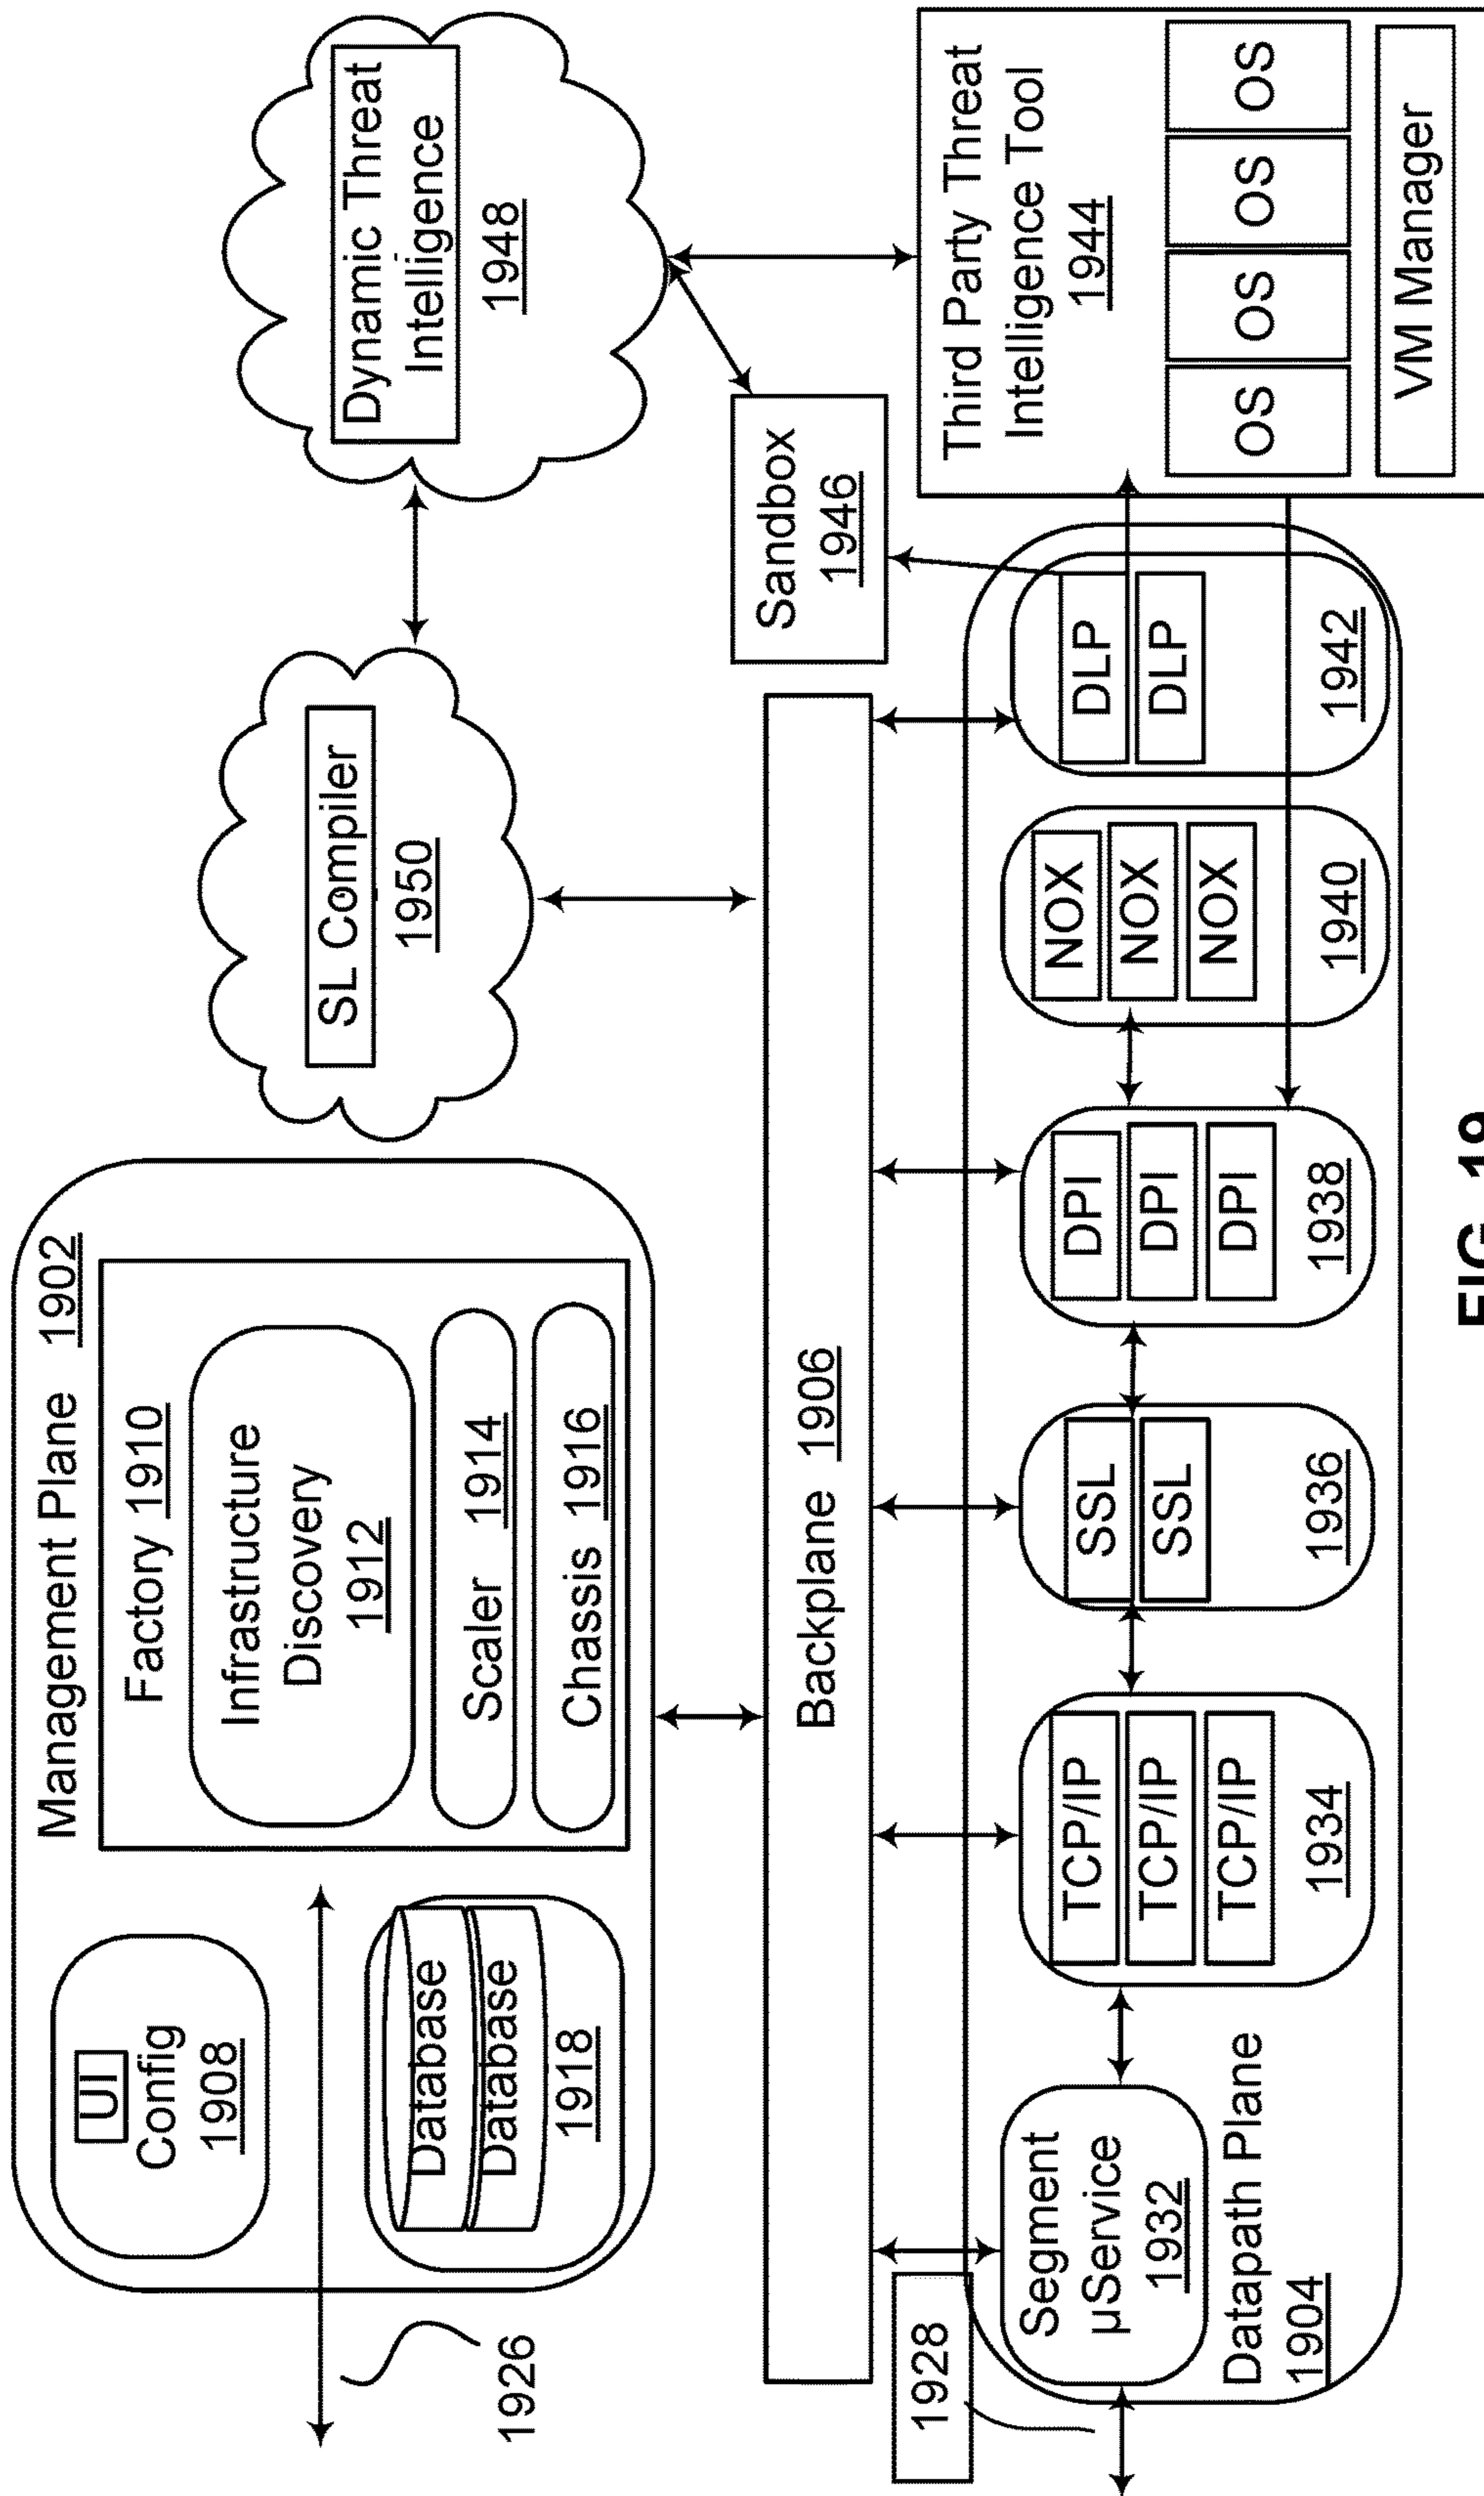 Management Plane 1902
UI
Config
1908
Database
Database
1918
1926
Factory 1910
Infrastructure
Discovery
1912
Scaler 1914
Chassis 1916
SL Compiler
1950
Dynamic Threat
Intelligence
1948
Backplane 1906
Sandbox
1946
Third Party Threat
Intelligence Tool
1944
OS
OS
OS
OS
VM Manager
1928
Segment
µService
1932
Datapath Plane
1904
TCP/IP
TCP/IP
TCP/IP
1934
SSL
SSL
1936
DPI
DPI
DPI
1938
NOX
NOX
NOX
1940
DLP
DLP
1942